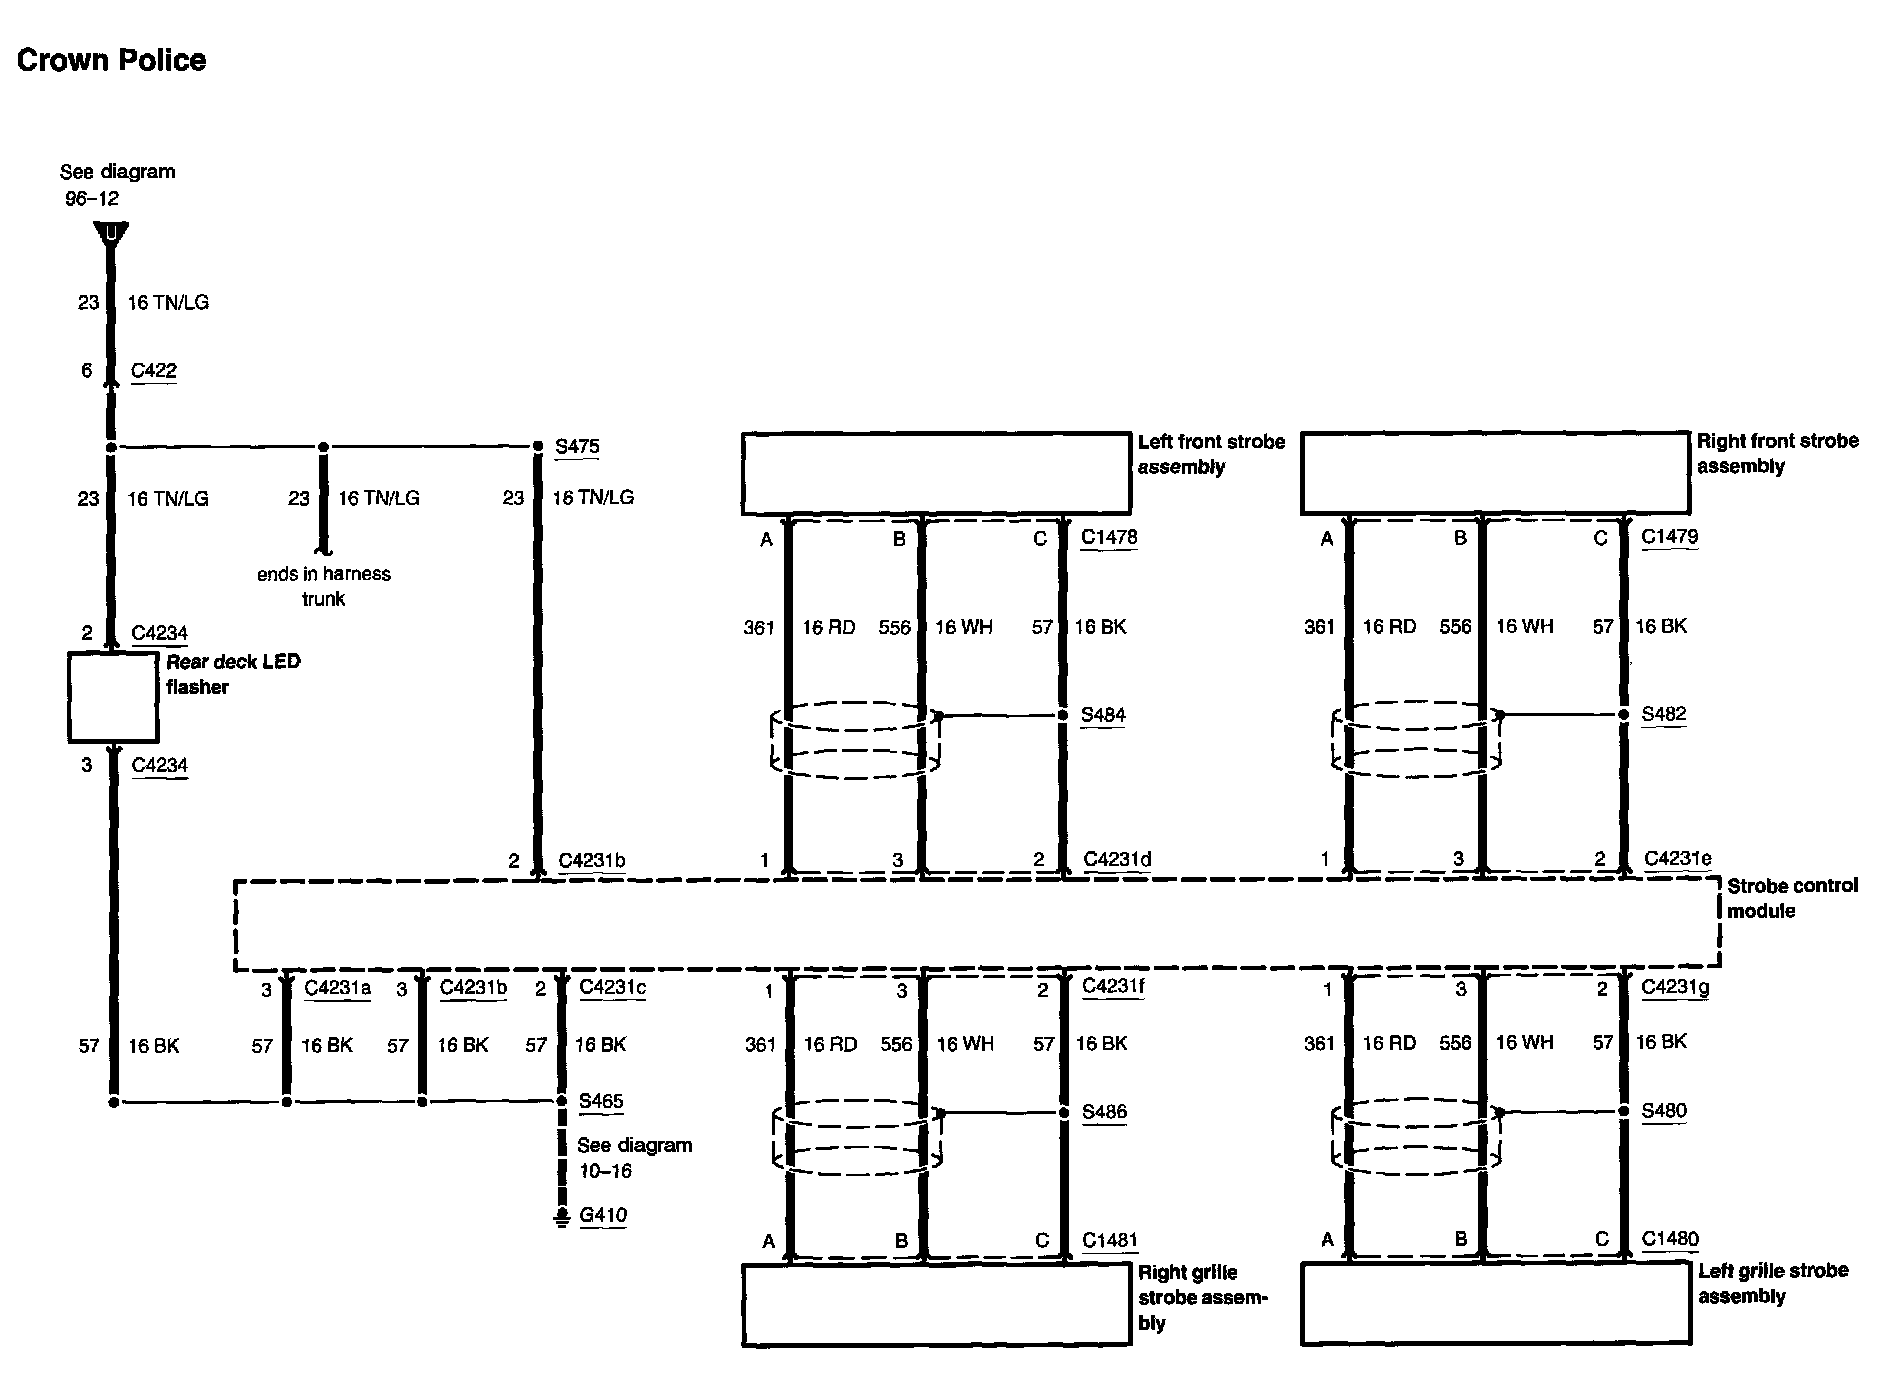 Crown Police
See diagram
96–12
U
23 16 TN/LG
6 C422
S475
23 16 TN/LG 23 16 TN/LG 23 16 TN/LG
ends in harness
trunk
2 C4234
Rear deck LED
flasher
3 C4234
2 C4231b
Left front strobe
assembly
A B C C1478
361 16 RD 556 16 WH 57 16 BK
S484
1 3 2 C4231d
Right front strobe
assembly
A B C C1479
361 16 RD 556 16 WH 57 16 BK
S482
1 3 2 C4231e
Strobe control
module
3 C4231a 3 C4231b 2 C4231c
57 16 BK 57 16 BK 57 16 BK 57 16 BK
S465
See diagram
10–16
G410
1 3 2 C4231f
361 16 RD 556 16 WH 57 16 BK
S486
A B C C1481
Right grille
strobe assem-
bly
1 3 2 C4231g
361 16 RD 556 16 WH 57 16 BK
S480
A B C C1480
Left grille strobe
assembly